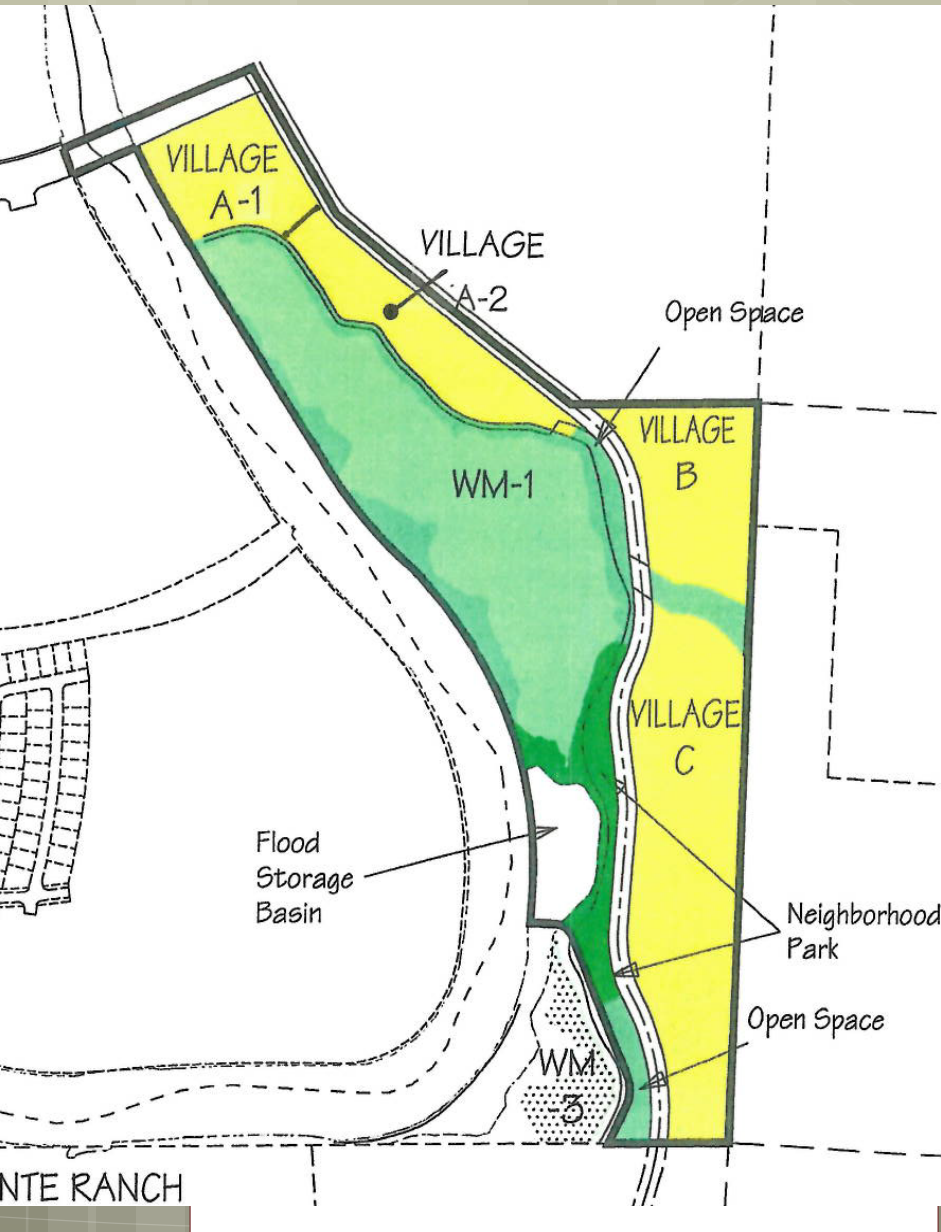 VILLAGE
A-1
VILLAGE
A-2
Open Space
VILLAGE
B
WM-1
VILLAGE
C
Flood
Storage
Basin
Neighborhood
Park
Open Space
WM
-3
NTE RANCH